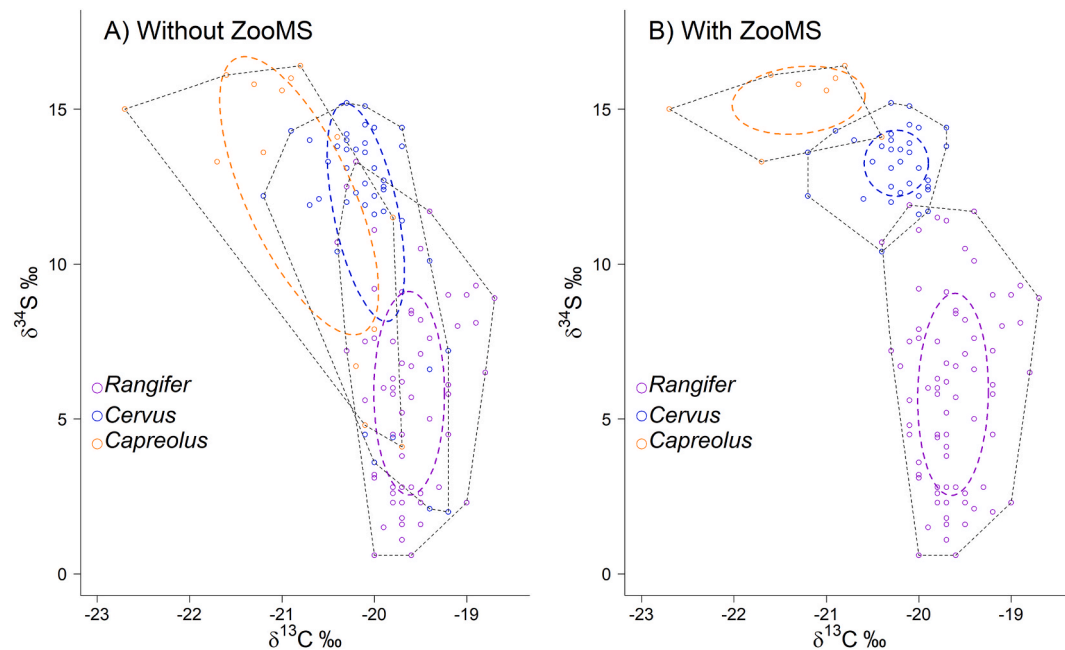 A) Without ZooMS
15
10
5
0
δ³⁴S ‰
Rangifer
Cervus
Capreolus
-23 -22 -21 -20 -19
δ¹³C ‰
B) With ZooMS
15
10
5
0
δ³⁴S ‰
Rangifer
Cervus
Capreolus
-23 -22 -21 -20 -19
δ¹³C ‰